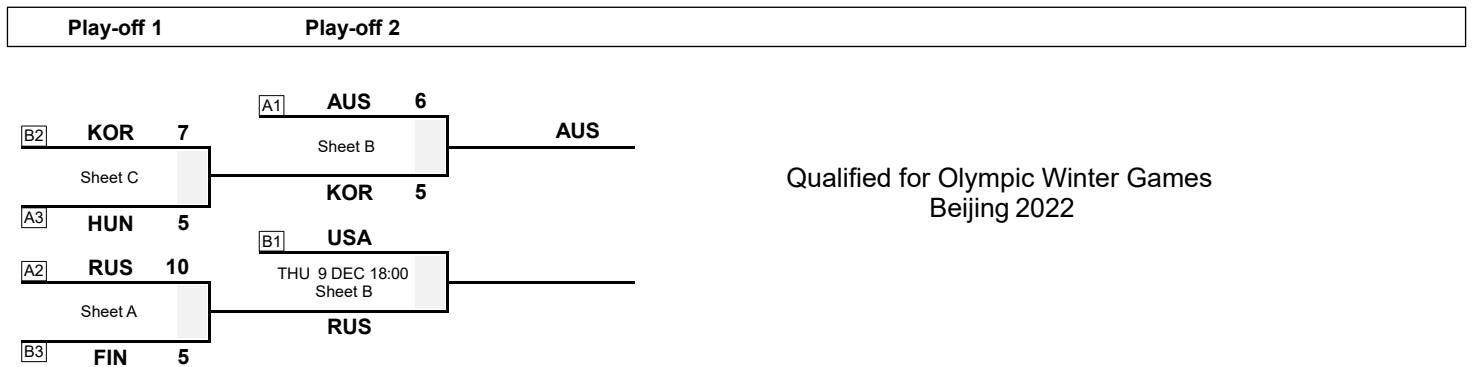 Play-off 1 Play-off 2
A1 AUS 6
B2 KOR 7
AUS
Sheet B
Sheet C
KOR 5
A3 HUN 5
Qualified for Olympic Winter Games
Beijing 2022
B1 USA
A2 RUS 10
THU 9 DEC 18:00
Sheet B
Sheet A
RUS
B3 FIN 5